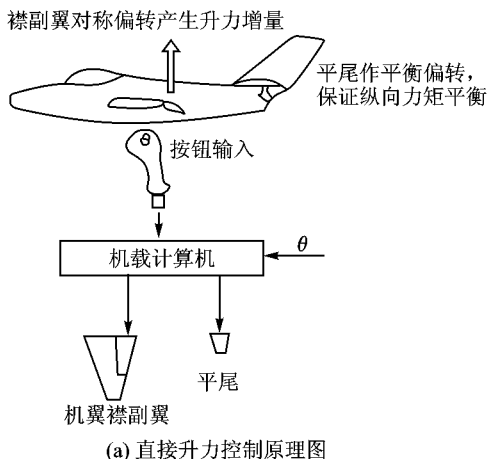 襟副翼对称偏转产生升力增量
平尾作平衡偏转，
保证纵向力矩平衡
按钮输入
机载计算机
θ
平尾
机翼襟副翼
(a) 直接升力控制原理图